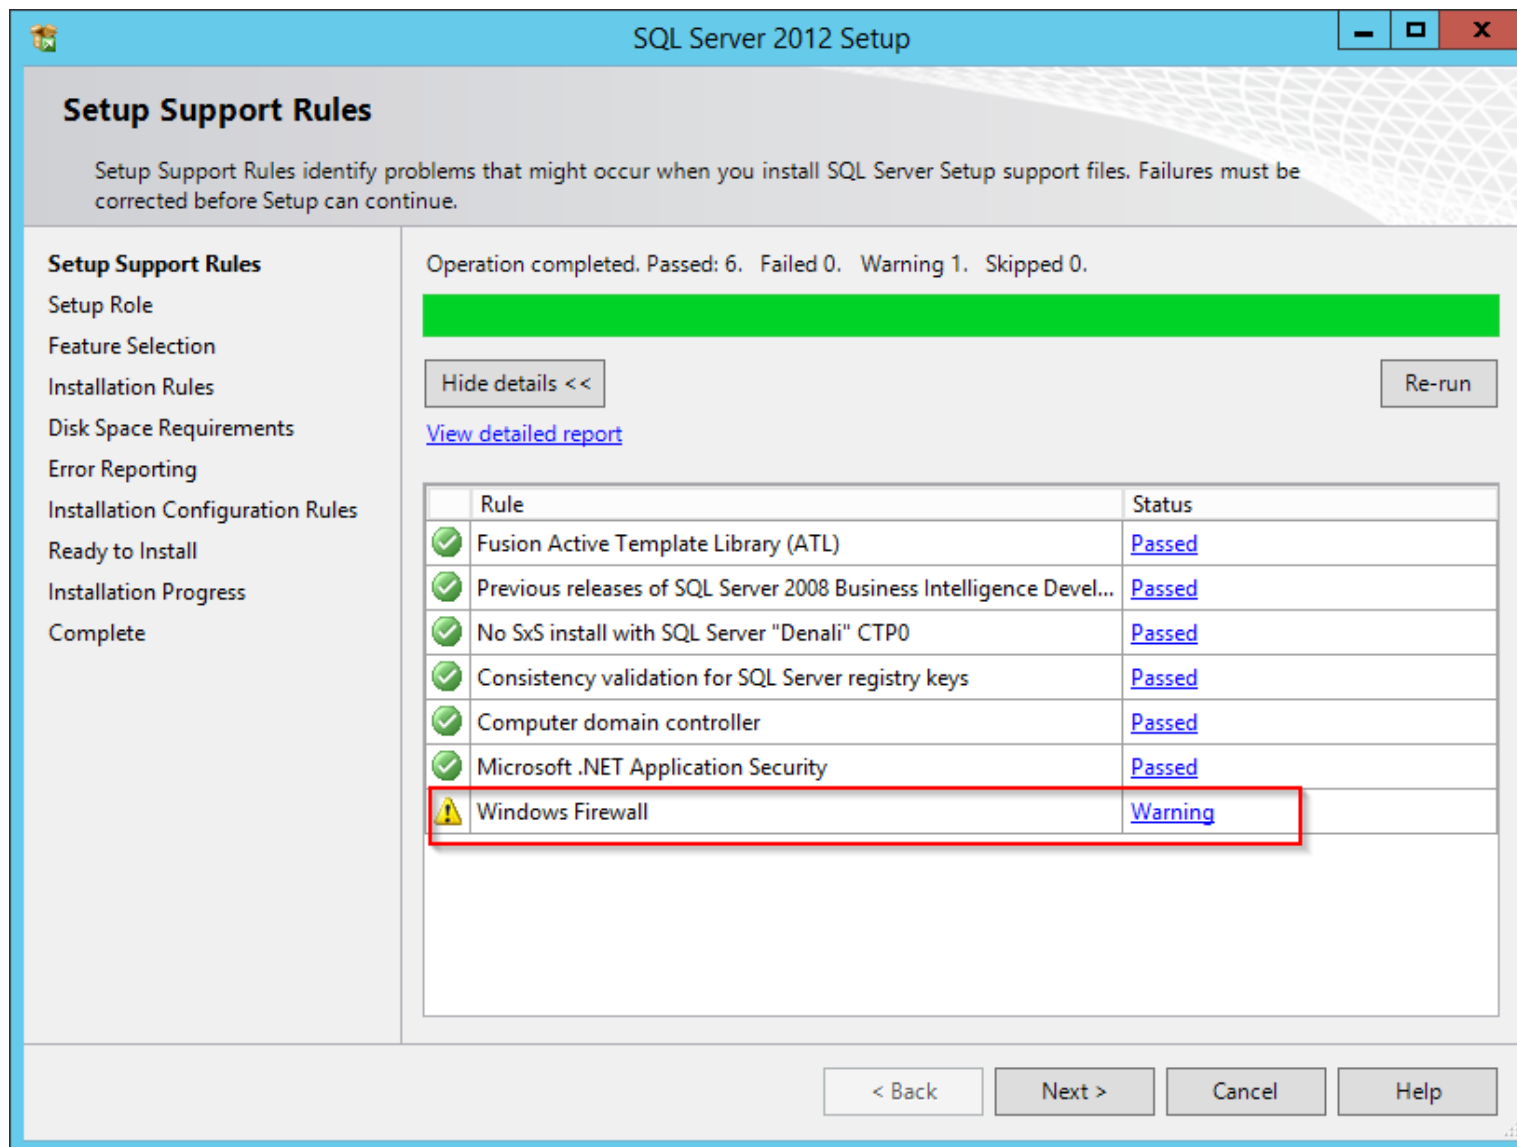 SQL Server 2012 Setup
Setup Support Rules
Setup Support Rules identify problems that might occur when you install SQL Server Setup support files. Failures must be
corrected before Setup can continue.
Setup Support Rules
Setup Role
Feature Selection
Installation Rules
Disk Space Requirements
Error Reporting
Installation Configuration Rules
Ready to Install
Installation Progress
Complete
Operation completed. Passed: 6. Failed 0. Warning 1. Skipped 0.
Hide details <<
Re-run
View detailed report
Rule Status
Fusion Active Template Library (ATL) Passed
Previous releases of SQL Server 2008 Business Intelligence Devel... Passed
No SxS install with SQL Server "Denali" CTP0 Passed
Consistency validation for SQL Server registry keys Passed
Computer domain controller Passed
Microsoft .NET Application Security Passed
Windows Firewall Warning
< Back Next > Cancel Help